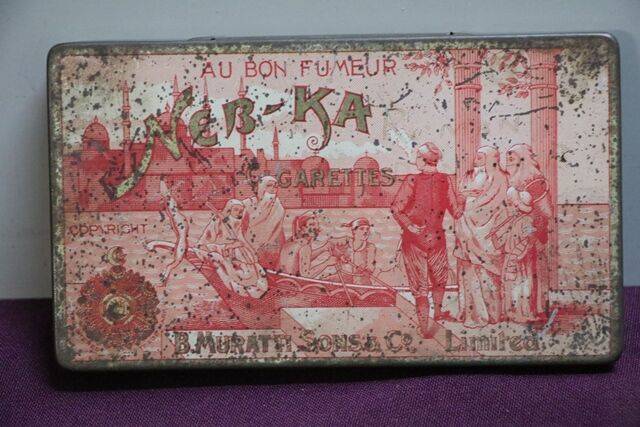 AU BON FUMEUR
NEB-KA
CIGARETTES
COPYRIGHT
B. MURATTI SONS & Co Limited